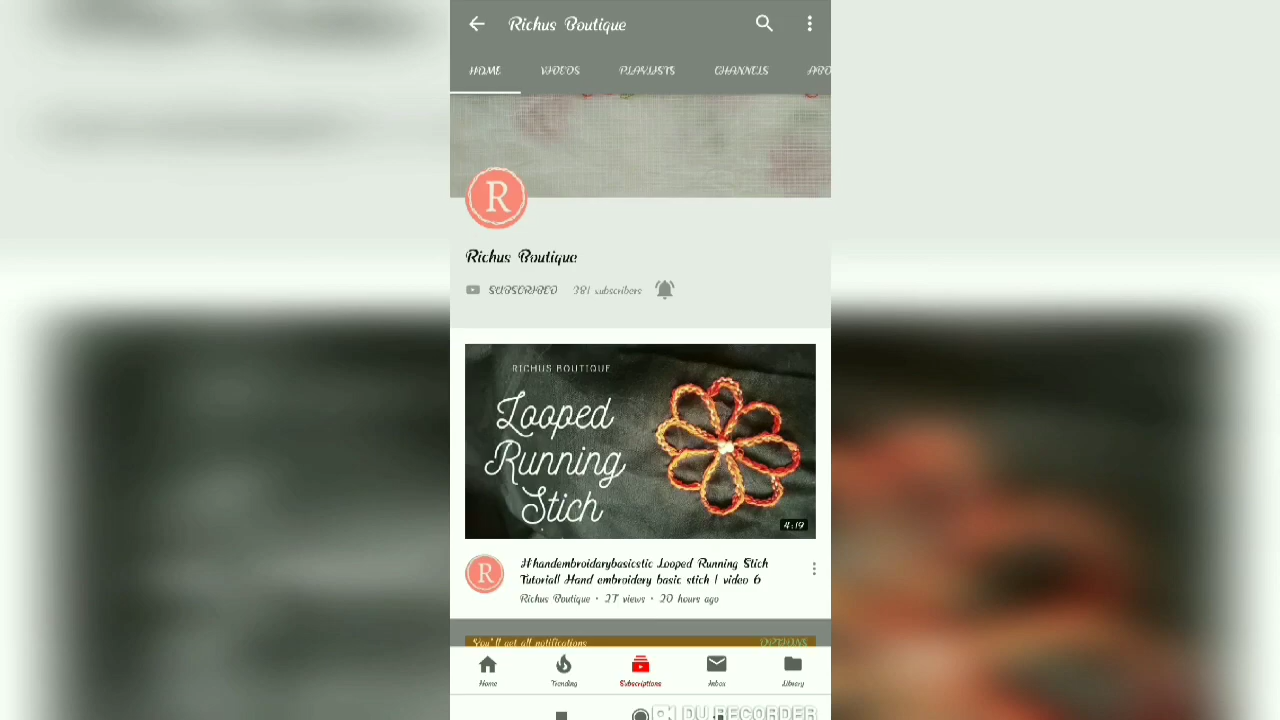 Richus Boutique
HOME VIDEOS PLAYLISTS CHANNELS ABO
R
Richus Boutique
SUBSCRIBED 381 subscribers
RICHUS BOUTIQUE
Looped
Running
Stich
4:19
R
#handembroidarybasicstic Looped Running Stich
Tutorial| Hand embroidery basic stich | video 6
Richus Boutique · 27 views · 20 hours ago
You'll get all notifications OPTIONS
Home Trending Subscriptions Inbox Library
DU RECORDER